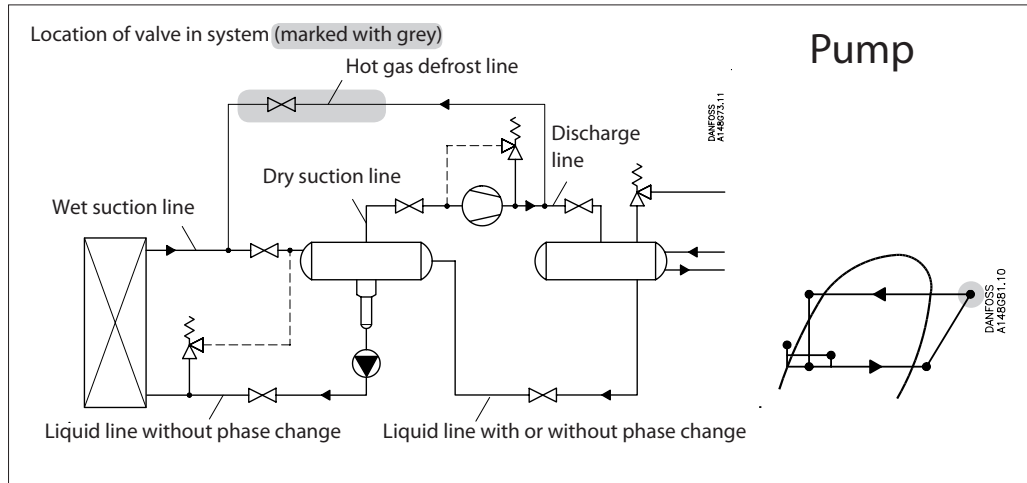 Location of valve in system (marked with grey)
Pump
Hot gas defrost line
DANFOSS
A148G73.11
Discharge
line
Dry suction line
Wet suction line
DANFOSS
A148G81.10
Liquid line without phase change
Liquid line with or without phase change